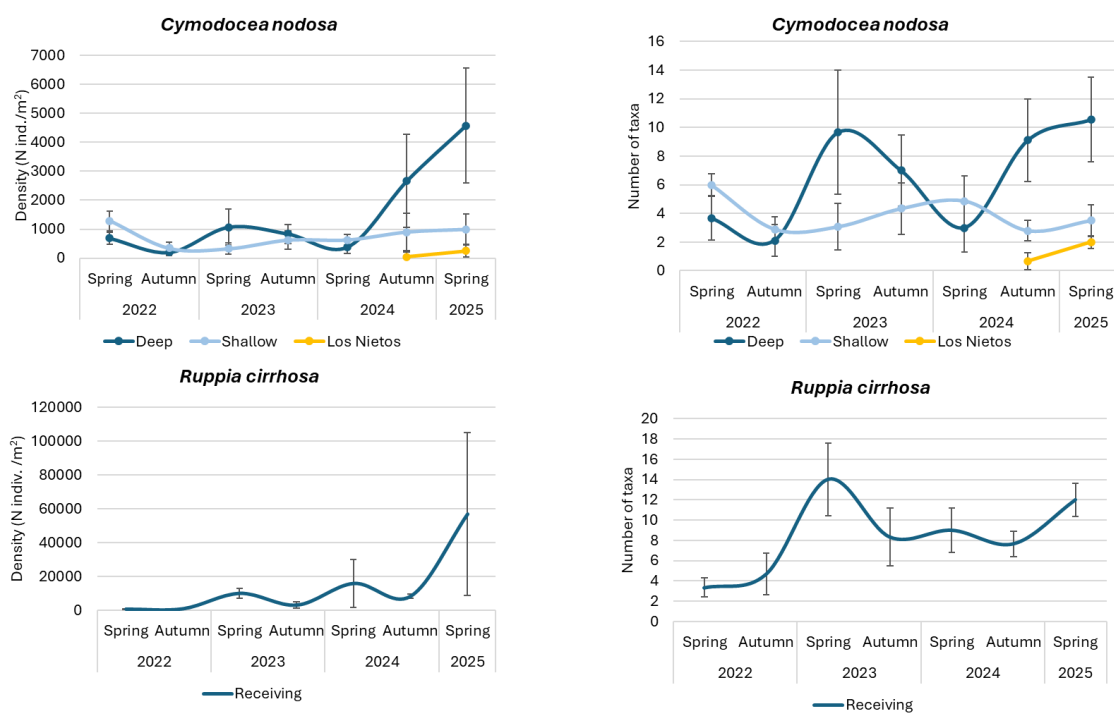 Cymodocea nodosa
Density (N ind./m²)
7000
6000
5000
4000
3000
2000
1000
0
Spring Autumn Spring Autumn Spring Autumn Spring
2022 2023 2024 2025
Deep Shallow Los Nietos
Cymodocea nodosa
Number of taxa
16
14
12
10
8
6
4
2
0
Spring Autumn Spring Autumn Spring Autumn Spring
2022 2023 2024 2025
Deep Shallow Los Nietos
Ruppia cirrhosa
Density (N indiv. /m²)
120000
100000
80000
60000
40000
20000
0
Spring Autumn Spring Autumn Spring Autumn Spring
2022 2023 2024 2025
Receiving
Ruppia cirrhosa
Number of taxa
20
18
16
14
12
10
8
6
4
2
0
Spring Autumn Spring Autumn Spring Autumn Spring
2022 2023 2024 2025
Receiving